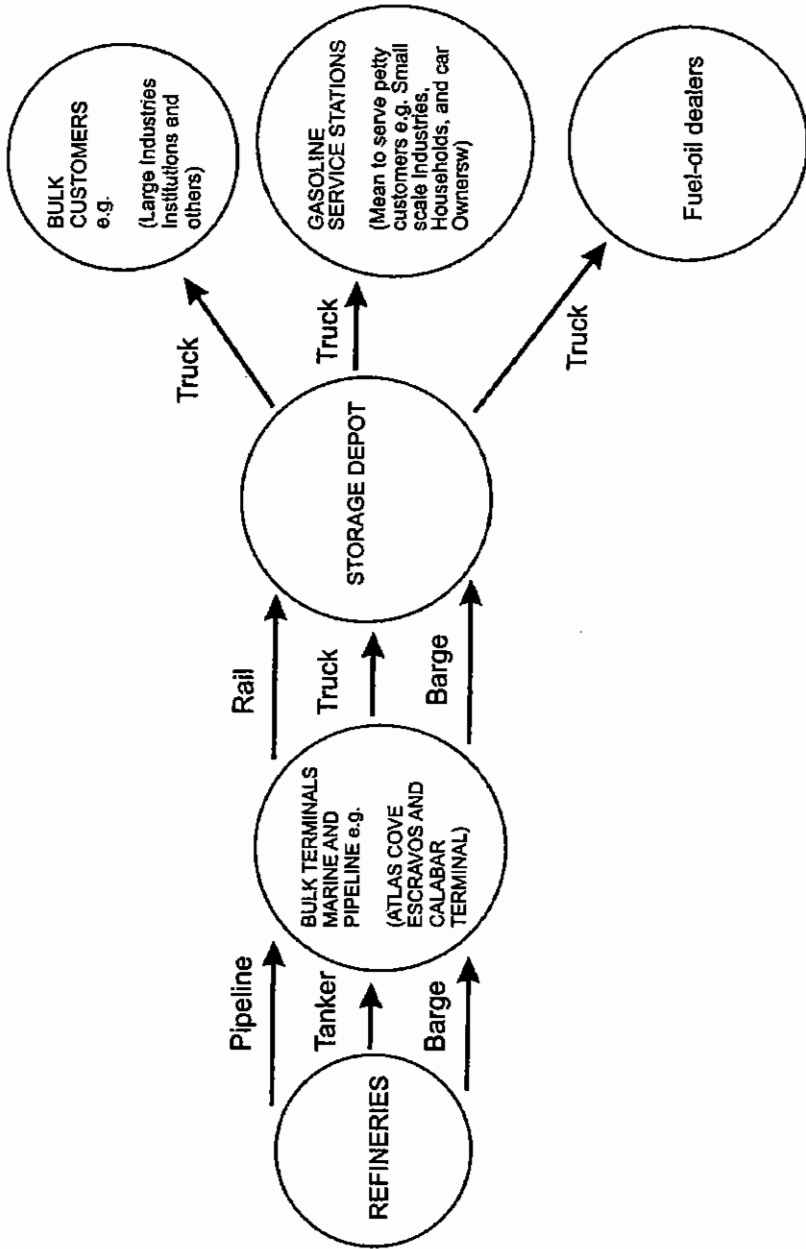 REFINERIES
Pipeline
Tanker
Barge
BULK TERMINALS
MARINE AND
PIPELINE e.g.
(ATLAS COVE
ESCRAVOS AND
CALABAR
TERMINAL)
Rail
Truck
Barge
STORAGE DEPOT
Truck
Truck
Truck
BULK
CUSTOMERS
e.g.
(Large Industries
Institutions and
others)
GASOLINE
SERVICE STATIONS
(Mean to serve petty
customers e.g. Small
scale Industries,
Households, and car
Ownersw)
Fuel-oil dealers